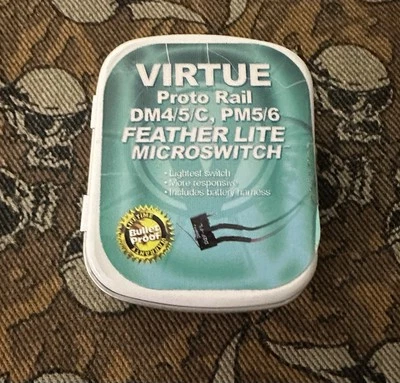 VIRTUE
Proto Rail
DM4/5/C, PM5/6
FEATHER LITE
MICROSWITCH
• Lightest switch
• More responsive
• Includes battery harness
Bullet
Proof